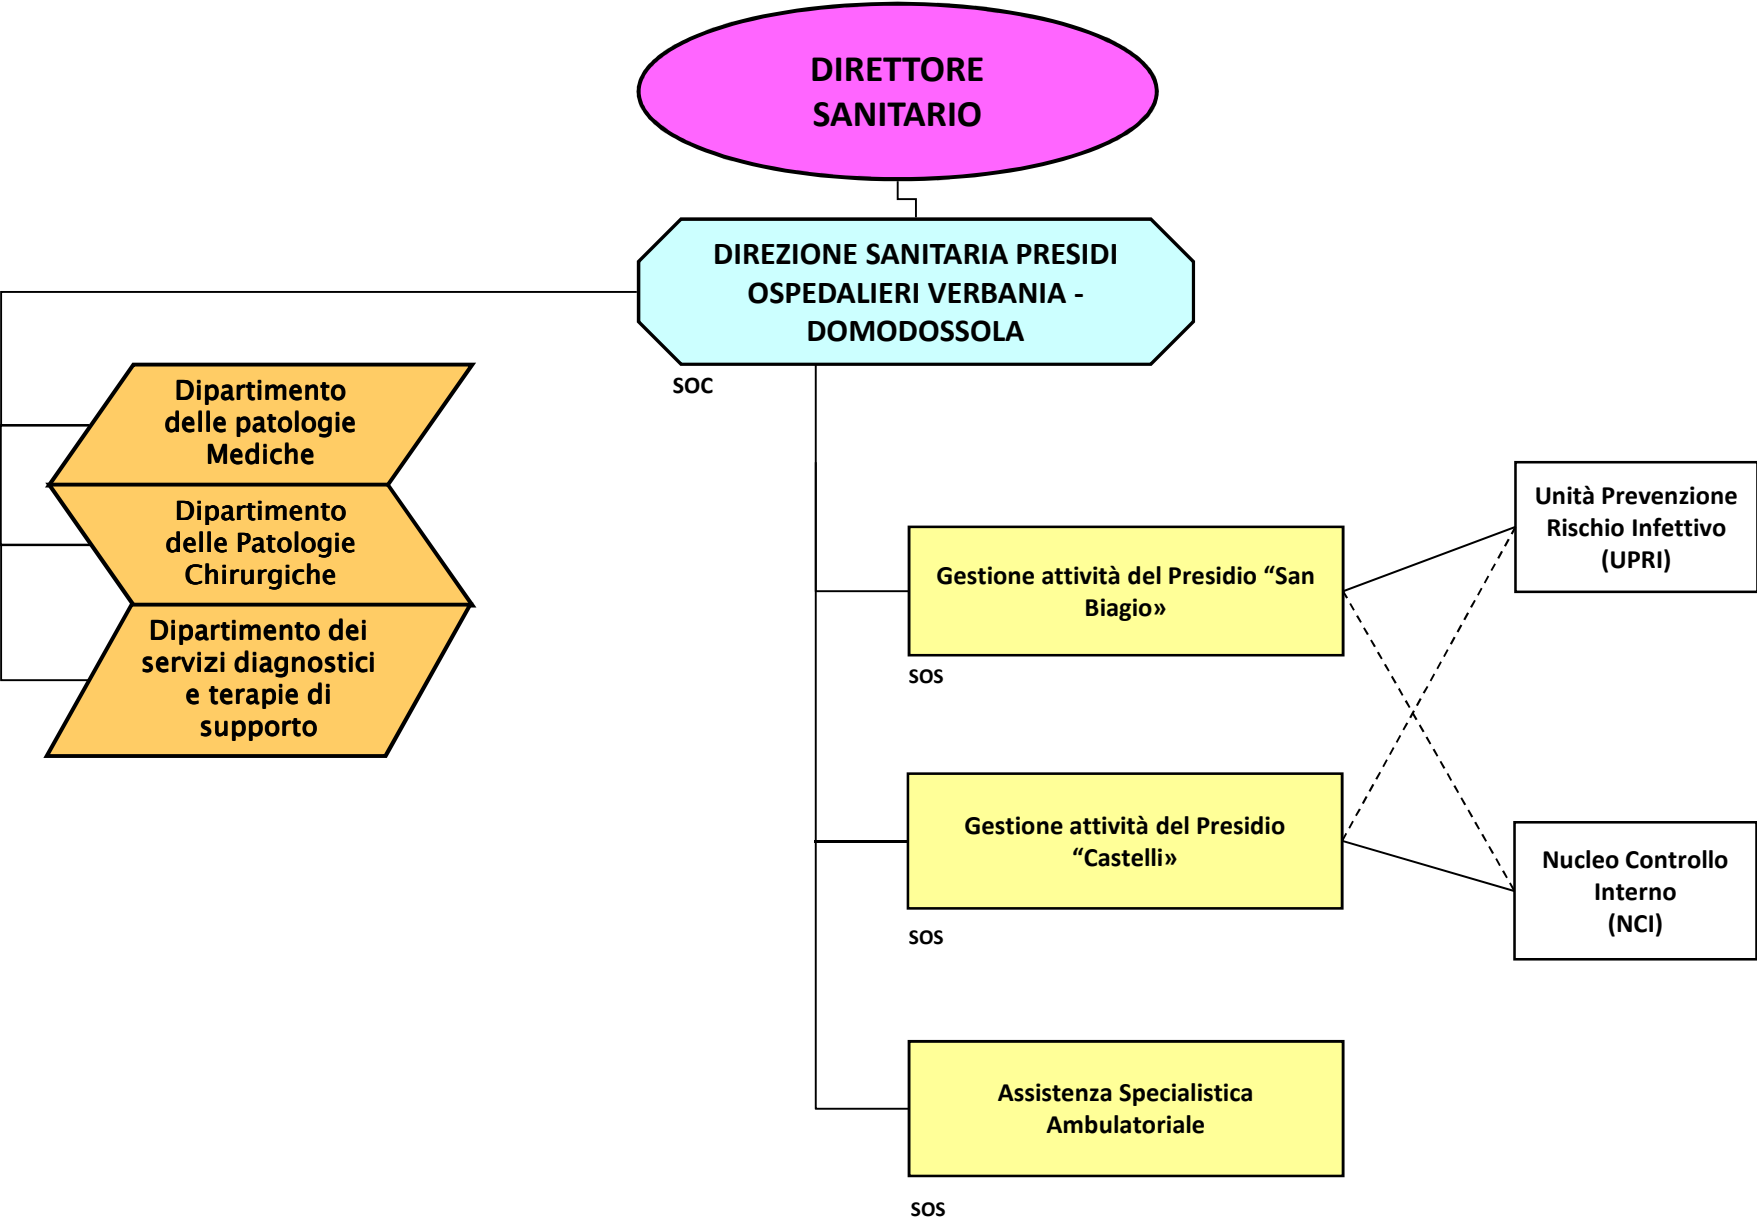 DIRETTORE
SANITARIO
DIREZIONE SANITARIA PRESIDI
OSPEDALIERI VERBANIA -
DOMODOSSOLA
SOC
Dipartimento
delle patologie
Mediche
Dipartimento
delle Patologie
Chirurgiche
Dipartimento dei
servizi diagnostici
e terapie di
supporto
Gestione attività del Presidio “San
Biagio»
SOS
Gestione attività del Presidio
“Castelli»
SOS
Assistenza Specialistica
Ambulatoriale
SOS
Unità Prevenzione
Rischio Infettivo
(UPRI)
Nucleo Controllo
Interno
(NCI)